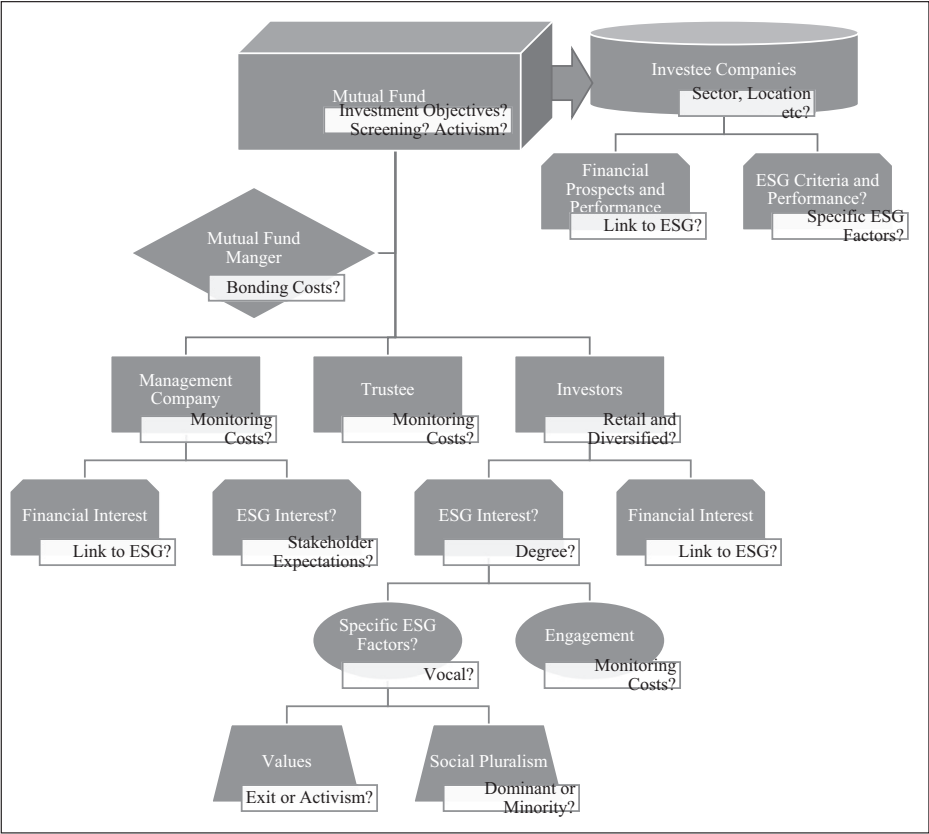 Mutual Fund
Investment Objectives?
Screening? Activism?
Investee Companies
Sector, Location
etc?
Financial
Prospects and
Performance
Link to ESG?
ESG Criteria and
Performance?
Specific ESG
Factors?
Mutual Fund
Manger
Bonding Costs?
Management
Company
Monitoring
Costs?
Trustee
Monitoring
Costs?
Investors
Retail and
Diversified?
Financial Interest
Link to ESG?
ESG Interest?
Stakeholder
Expectations?
ESG Interest?
Degree?
Financial Interest
Link to ESG?
Specific ESG
Factors?
Vocal?
Engagement
Monitoring
Costs?
Values
Exit or Activism?
Social Pluralism
Dominant or
Minority?